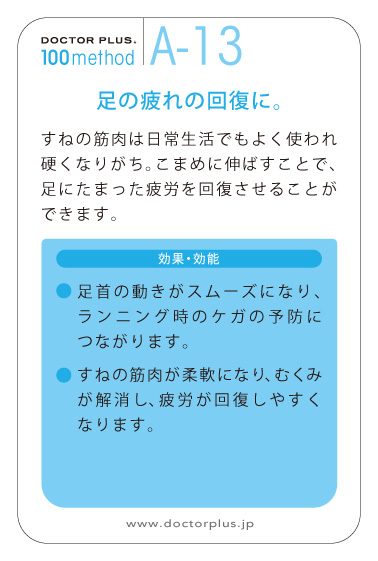 DOCTOR PLUS®
100method
A-13
足の疲れの回復に。
すねの筋肉は日常生活でもよく使われ
硬くなりがち。こまめに伸ばすことで、
足にたまった疲労を回復させることが
できます。
効果・効能
● 足首の動きがスムーズになり、
ランニング時のケガの予防に
つながります。
● すねの筋肉が柔軟になり、むくみ
が解消し、疲労が回復しやすく
なります。
www.doctorplus.jp